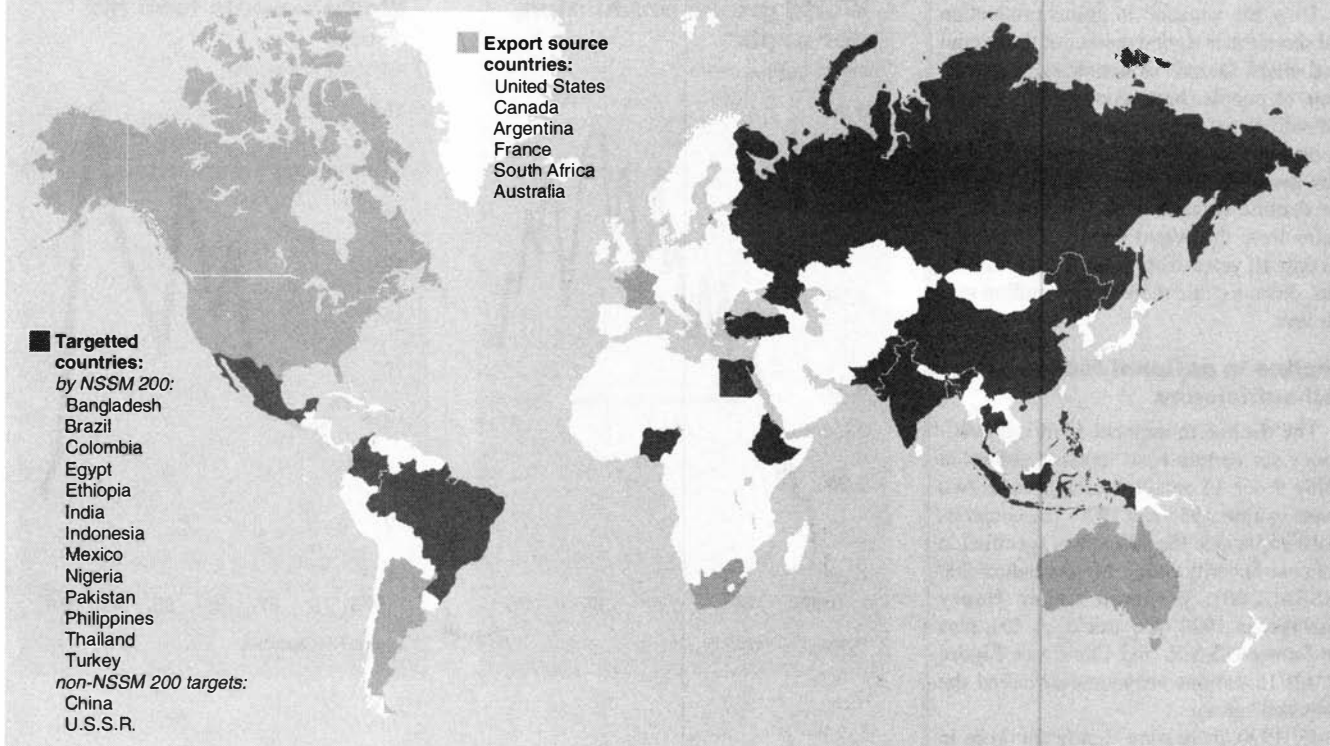 Export source
countries:
United States
Canada
Argentina
France
South Africa
Australia
Targetted
countries:
by NSSM 200:
Bangladesh
Brazil
Colombia
Egypt
Ethiopia
India
Indonesia
Mexico
Nigeria
Pakistan
Philippines
Thailand
Turkey
non-NSSM 200 targets:
China
U.S.S.R.